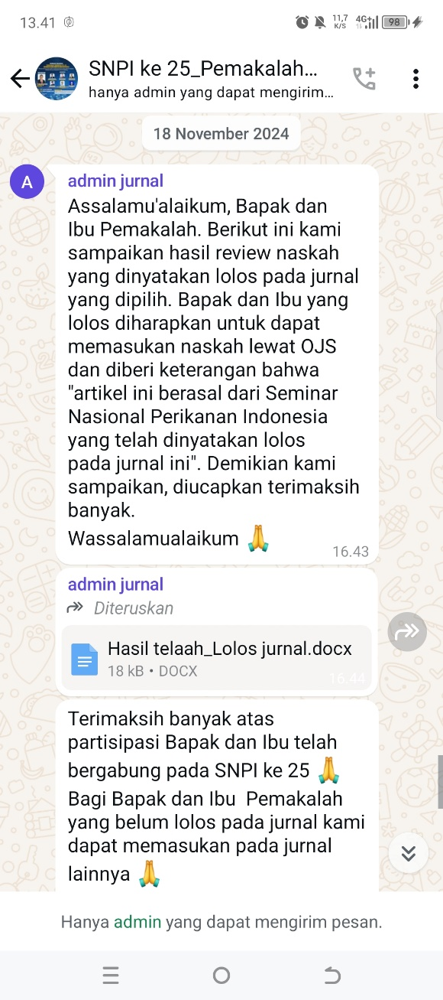 13.41
11,7
K/S
4G+
98
SNPI ke 25_Pemakalah...
hanya admin yang dapat mengirim...
18 November 2024
A
admin jurnal
Assalamu'alaikum, Bapak dan
Ibu Pemakalah. Berikut ini kami
sampaikan hasil review naskah
yang dinyatakan lolos pada jurnal
yang dipilih. Bapak dan Ibu yang
lolos diharapkan untuk dapat
memasukan naskah lewat OJS
dan diberi keterangan bahwa
"artikel ini berasal dari Seminar
Nasional Perikanan Indonesia
yang telah dinyatakan lolos
pada jurnal ini". Demikian kami
sampaikan, diucapkan terimaksih
banyak.
Wassalamualaikum 🙏
16.43
admin jurnal
Diteruskan
Hasil telaah_Lolos jurnal.docx
18 kB • DOCX
16.44
Terimaksih banyak atas
partisipasi Bapak dan Ibu telah
bergabung pada SNPI ke 25 🙏
Bagi Bapak dan Ibu  Pemakalah
yang belum lolos pada jurnal kami
dapat memasukan pada jurnal
lainnya 🙏
Hanya admin yang dapat mengirim pesan.